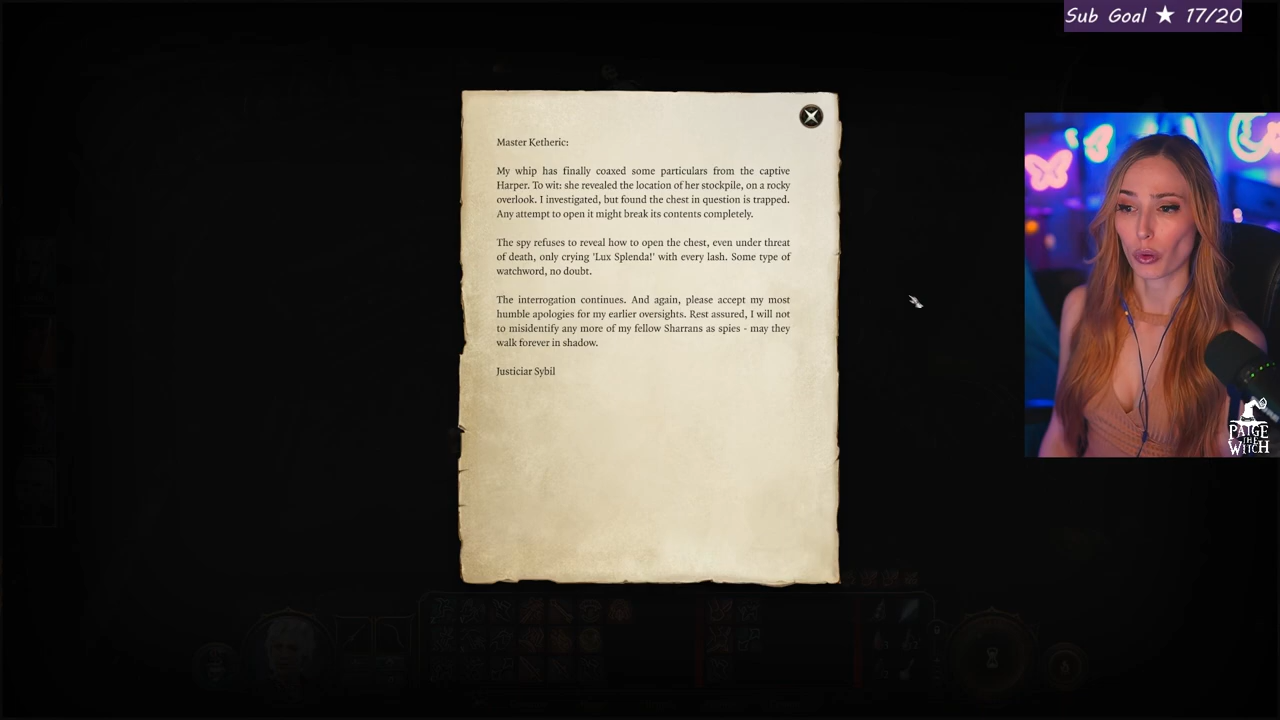 Sub Goal ★ 17/20
Master Ketheric:
My whip has finally coaxed some particulars from the captive
Harper. To wit: she revealed the location of her stockpile, on a rocky
overlook. I investigated, but found the chest in question is trapped.
Any attempt to open it might break its contents completely.
The spy refuses to reveal how to open the chest, even under threat
of death, only crying 'Lux Splenda!' with every lash. Some type of
watchword, no doubt.
The interrogation continues. And again, please accept my most
humble apologies for my earlier oversights. Rest assured, I will not
to misidentify any more of my fellow Sharrans as spies - may they
walk forever in shadow.
Justiciar Sybil
PAIGE
THE
WITCH